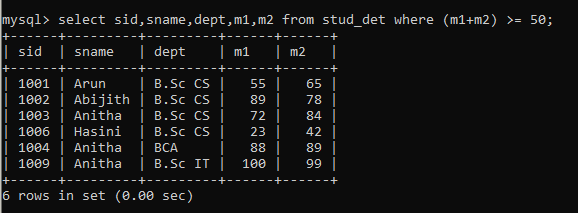 mysql> select sid,sname,dept,m1,m2 from stud_det where (m1+m2) >= 50;
+------+----------+---------+------+------+
| sid  | sname    | dept    | m1   | m2   |
+------+----------+---------+------+------+
| 1001 | Arun     | B.Sc CS |   55 |   65 |
| 1002 | Abijith  | B.Sc CS |   89 |   78 |
| 1003 | Anitha   | B.Sc CS |   72 |   84 |
| 1006 | Hasini   | B.Sc CS |   23 |   42 |
| 1004 | Anitha   | BCA     |   88 |   89 |
| 1009 | Anitha   | B.Sc IT |  100 |   99 |
+------+----------+---------+------+------+
6 rows in set (0.00 sec)